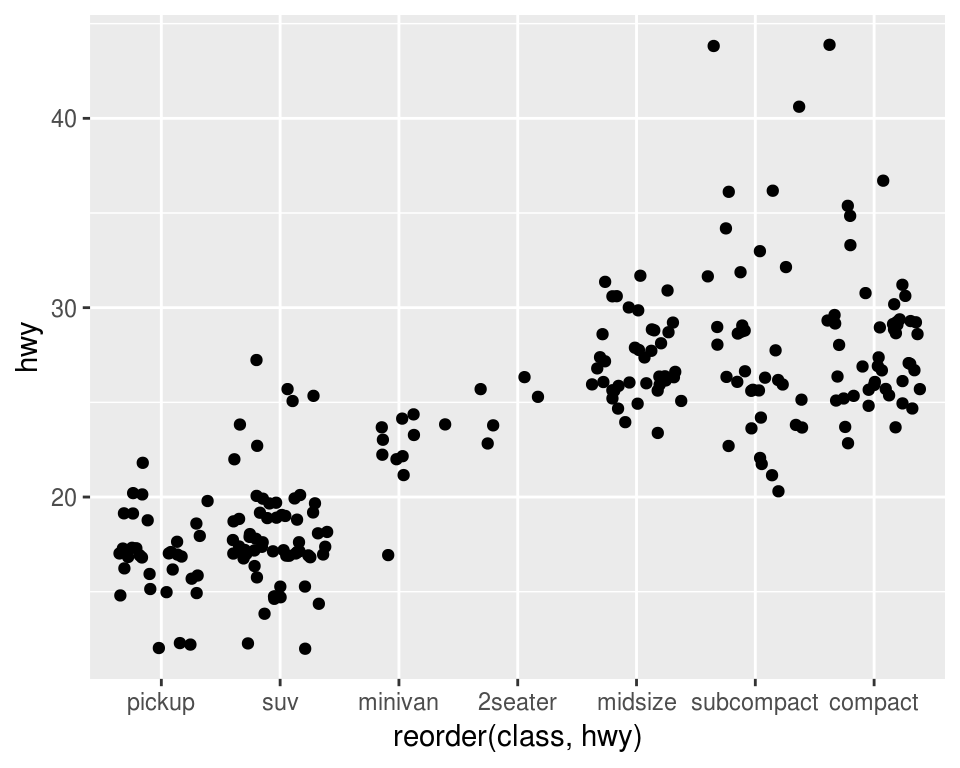 hwy
40
30
20
pickup suv minivan 2seater midsize subcompact compact
reorder(class, hwy)